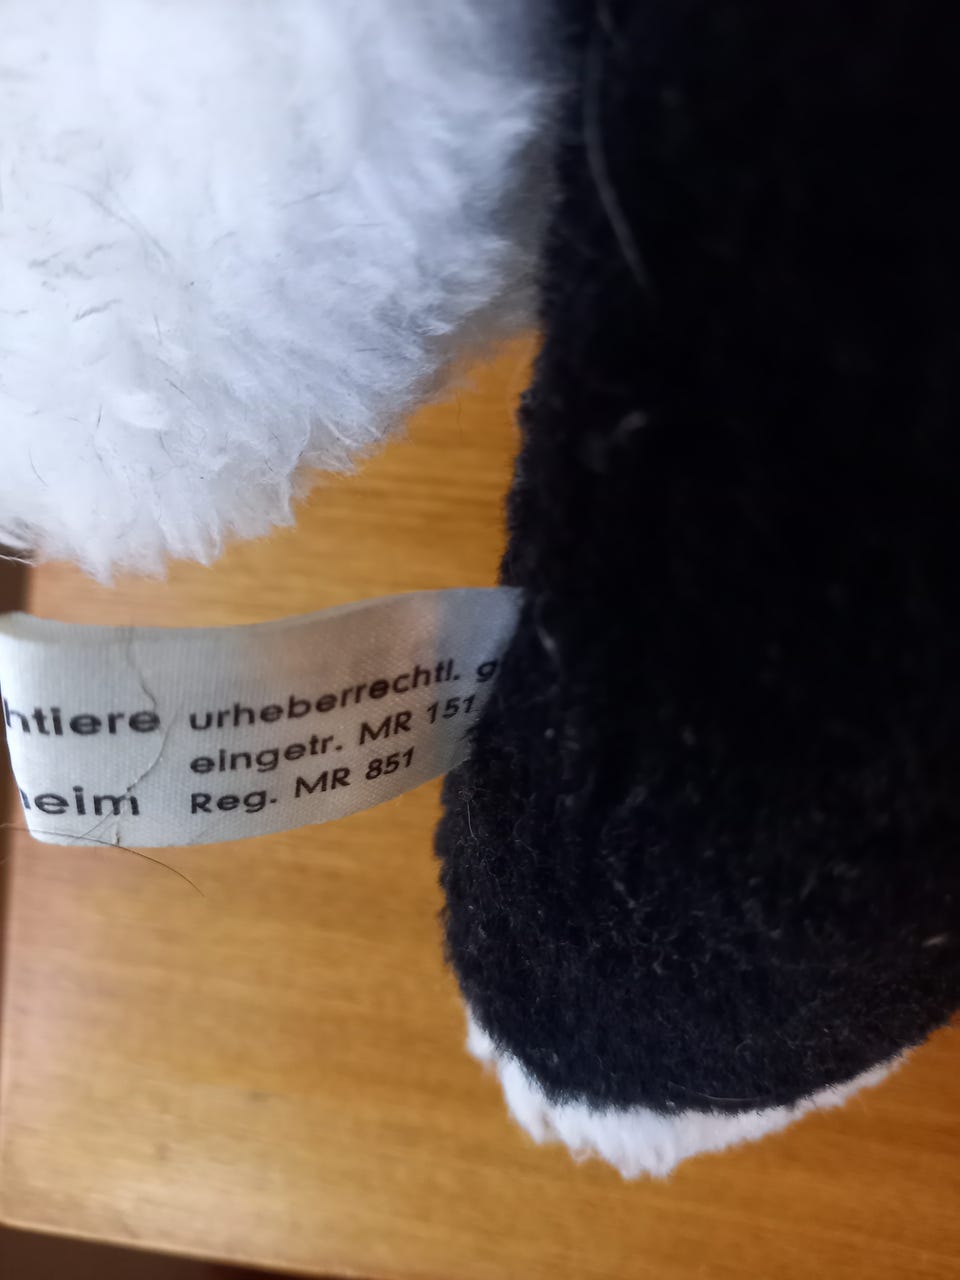 htiere urheberrechtl. g
eingetr. MR 151
heim Reg. MR 851